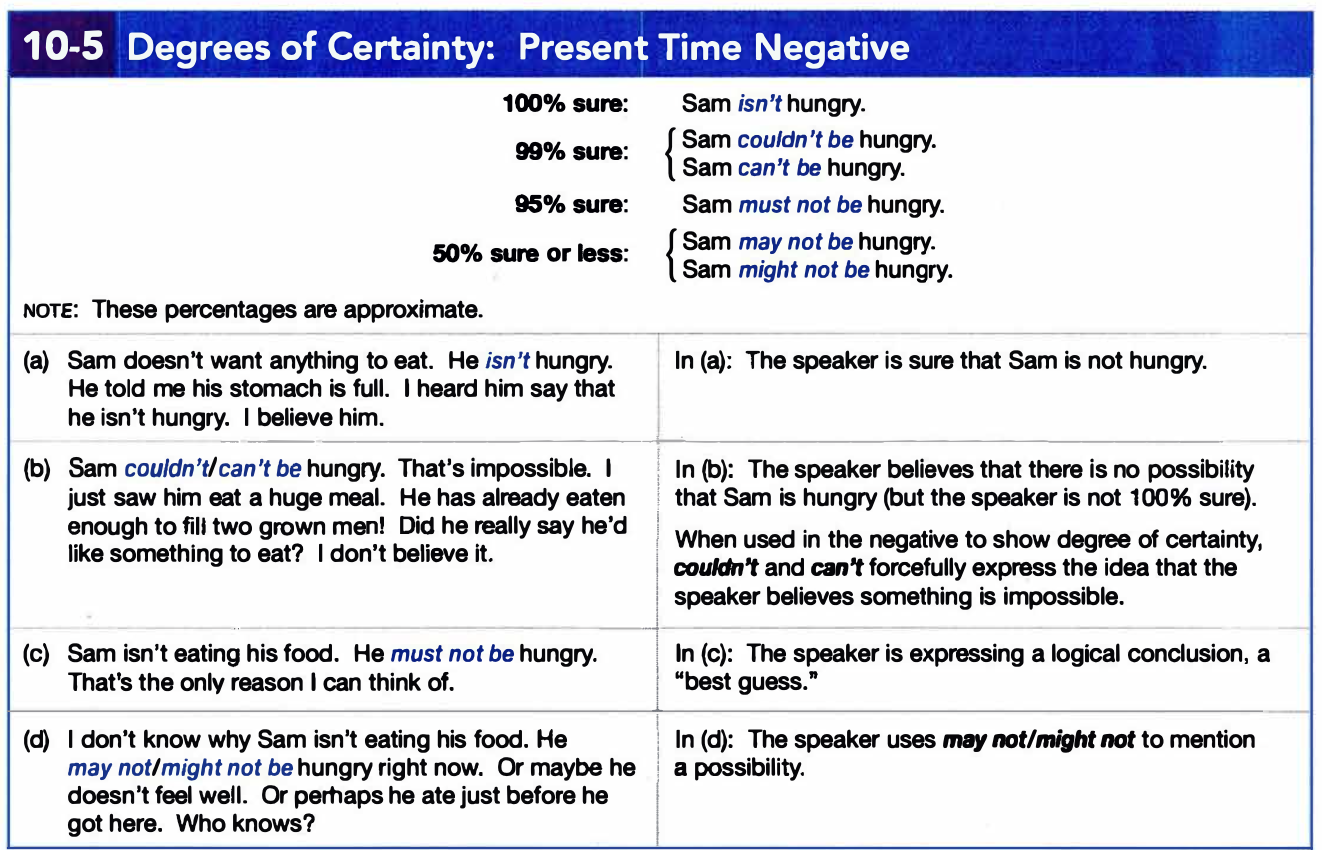 10-5 Degrees of Certainty: Present Time Negative
100% sure: Sam isn't hungry.
99% sure: { Sam couldn't be hungry.
Sam can't be hungry.
95% sure: Sam must not be hungry.
50% sure or less: { Sam may not be hungry.
Sam might not be hungry.
NOTE: These percentages are approximate.
(a) Sam doesn't want anything to eat. He isn't hungry.
He told me his stomach is full. I heard him say that
he isn't hungry. I believe him.
In (a): The speaker is sure that Sam is not hungry.
(b) Sam couldn't/can't be hungry. That's impossible. I
just saw him eat a huge meal. He has already eaten
enough to fill two grown men! Did he really say he'd
like something to eat? I don't believe it.
In (b): The speaker believes that there is no possibility
that Sam is hungry (but the speaker is not 100% sure).
When used in the negative to show degree of certainty,
couldn't and can't forcefully express the idea that the
speaker believes something is impossible.
(c) Sam isn't eating his food. He must not be hungry.
That's the only reason I can think of.
In (c): The speaker is expressing a logical conclusion, a
"best guess."
(d) I don't know why Sam isn't eating his food. He
may not/might not be hungry right now. Or maybe he
doesn't feel well. Or perhaps he ate just before he
got here. Who knows?
In (d): The speaker uses may not/might not to mention
a possibility.